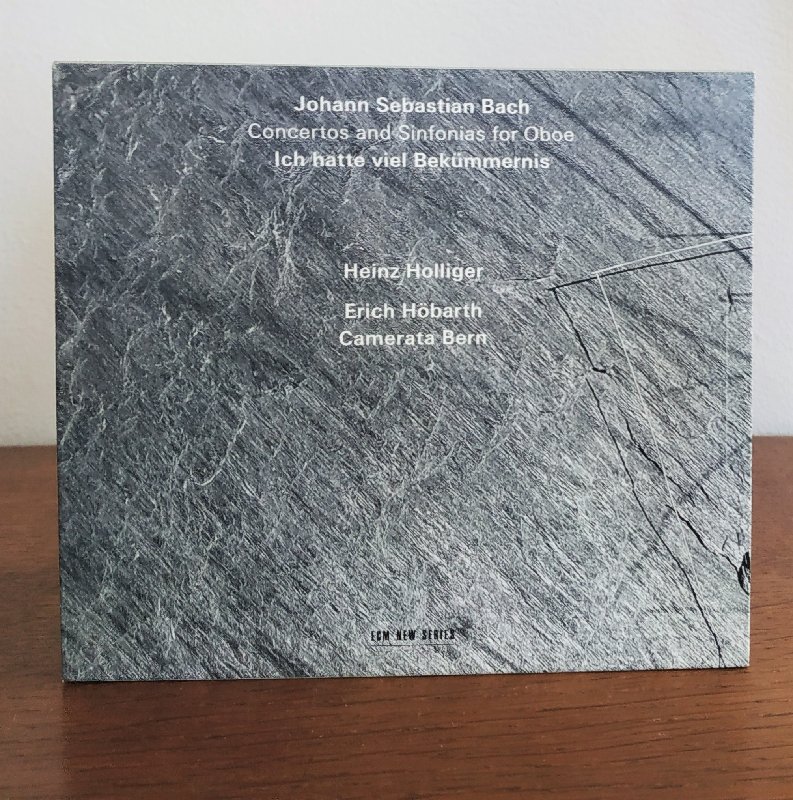 Johann Sebastian Bach
Concertos and Sinfonias for Oboe
Ich hatte viel Bekümmernis
Heinz Holliger
Erich Höbarth
Camerata Bern
ECM NEW SERIES